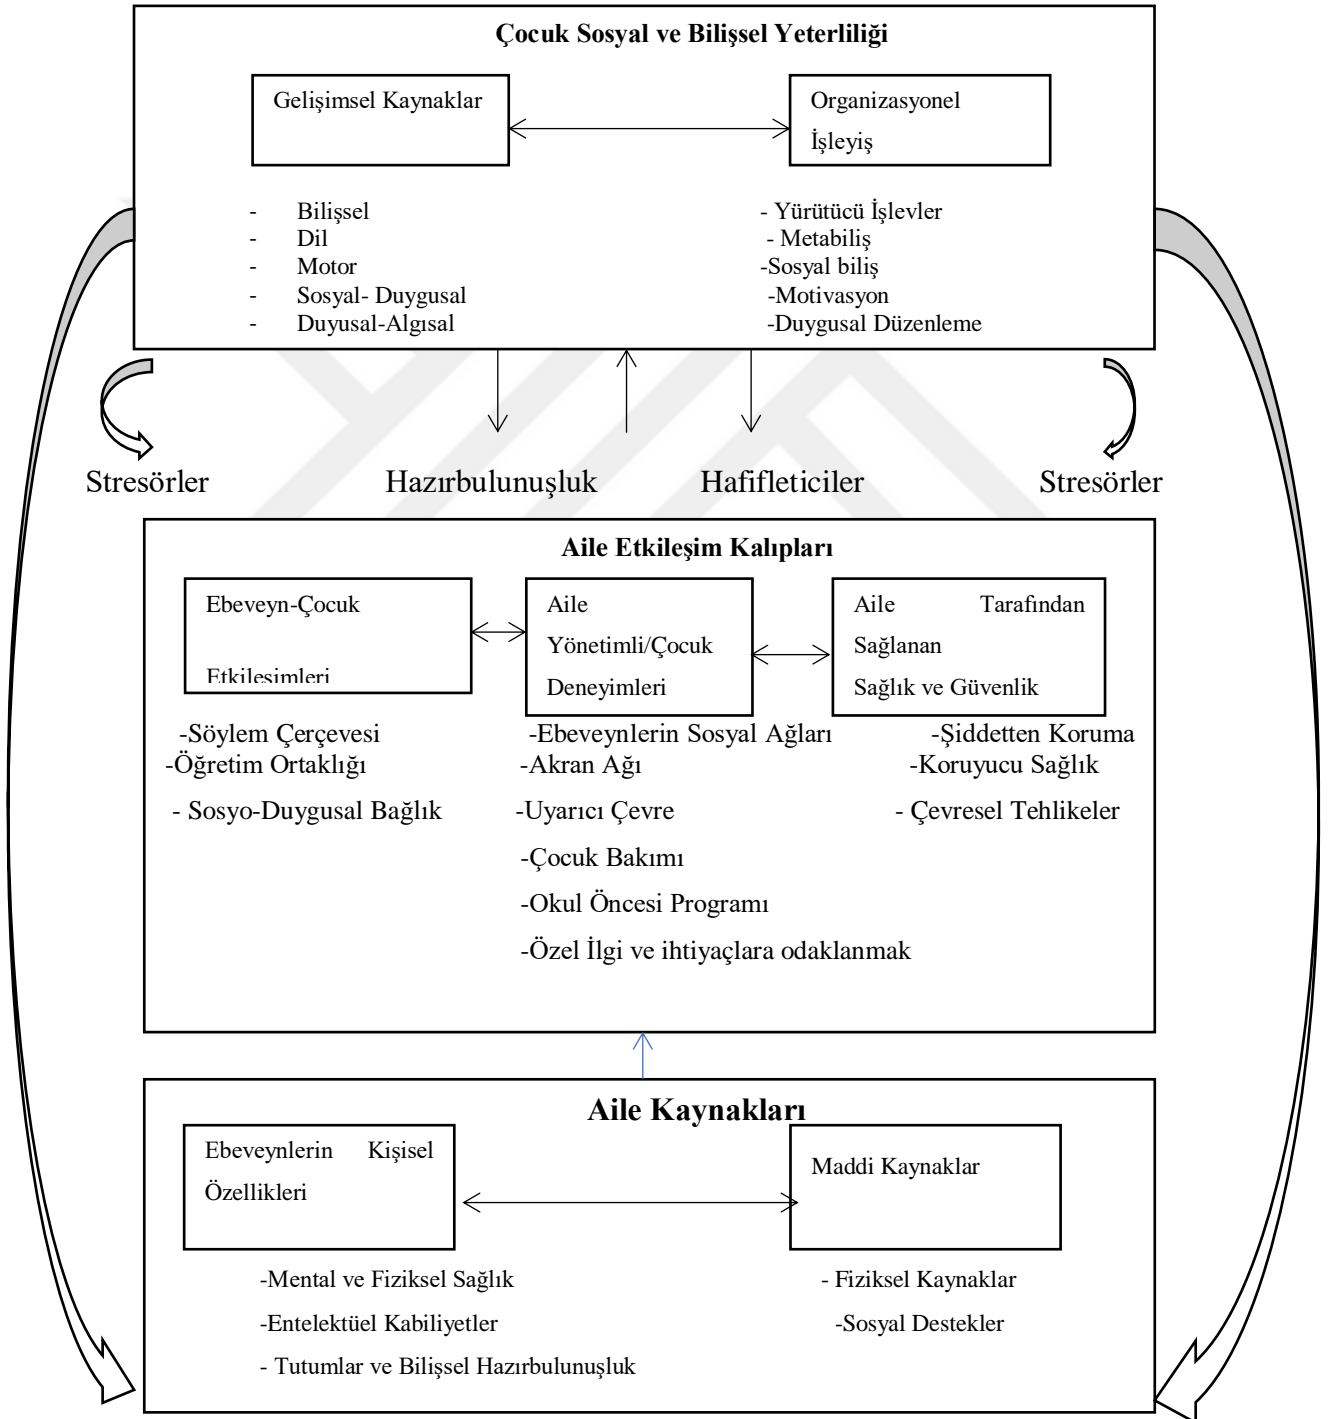 Çocuk Sosyal ve Bilişsel Yeterliliği
Gelişimsel Kaynaklar
Organizasyonel
İşleyiş
- Bilişsel
- Dil
- Motor
- Sosyal- Duygusal
- Duyusal-Algısal
- Yürütücü İşlevler
- Metabiliş
-Sosyal biliş
-Motivasyon
-Duygusal Düzenleme
Stresörler
Hazırbulunuşluk
Hafifleticiler
Stresörler
Aile Etkileşim Kalıpları
Ebeveyn-Çocuk
Etkileşimleri
Aile
Yönetimli/Çocuk
Deneyimleri
Aile Tarafından
Sağlanan
Sağlık ve Güvenlik
-Söylem Çerçevesi
-Öğretim Ortaklığı
- Sosyo-Duygusal Bağlık
-Ebeveynlerin Sosyal Ağları
-Akran Ağı
-Uyarıcı Çevre
-Çocuk Bakımı
-Okul Öncesi Programı
-Özel İlgi ve ihtiyaçlara odaklanmak
-Şiddetten Koruma
-Koruyucu Sağlık
- Çevresel Tehlikeler
Aile Kaynakları
Ebeveynlerin Kişisel
Özellikleri
Maddi Kaynaklar
-Mental ve Fiziksel Sağlık
-Entelektüel Kabiliyetler
- Tutumlar ve Bilişsel Hazırbulunuşluk
- Fiziksel Kaynaklar
-Sosyal Destekler